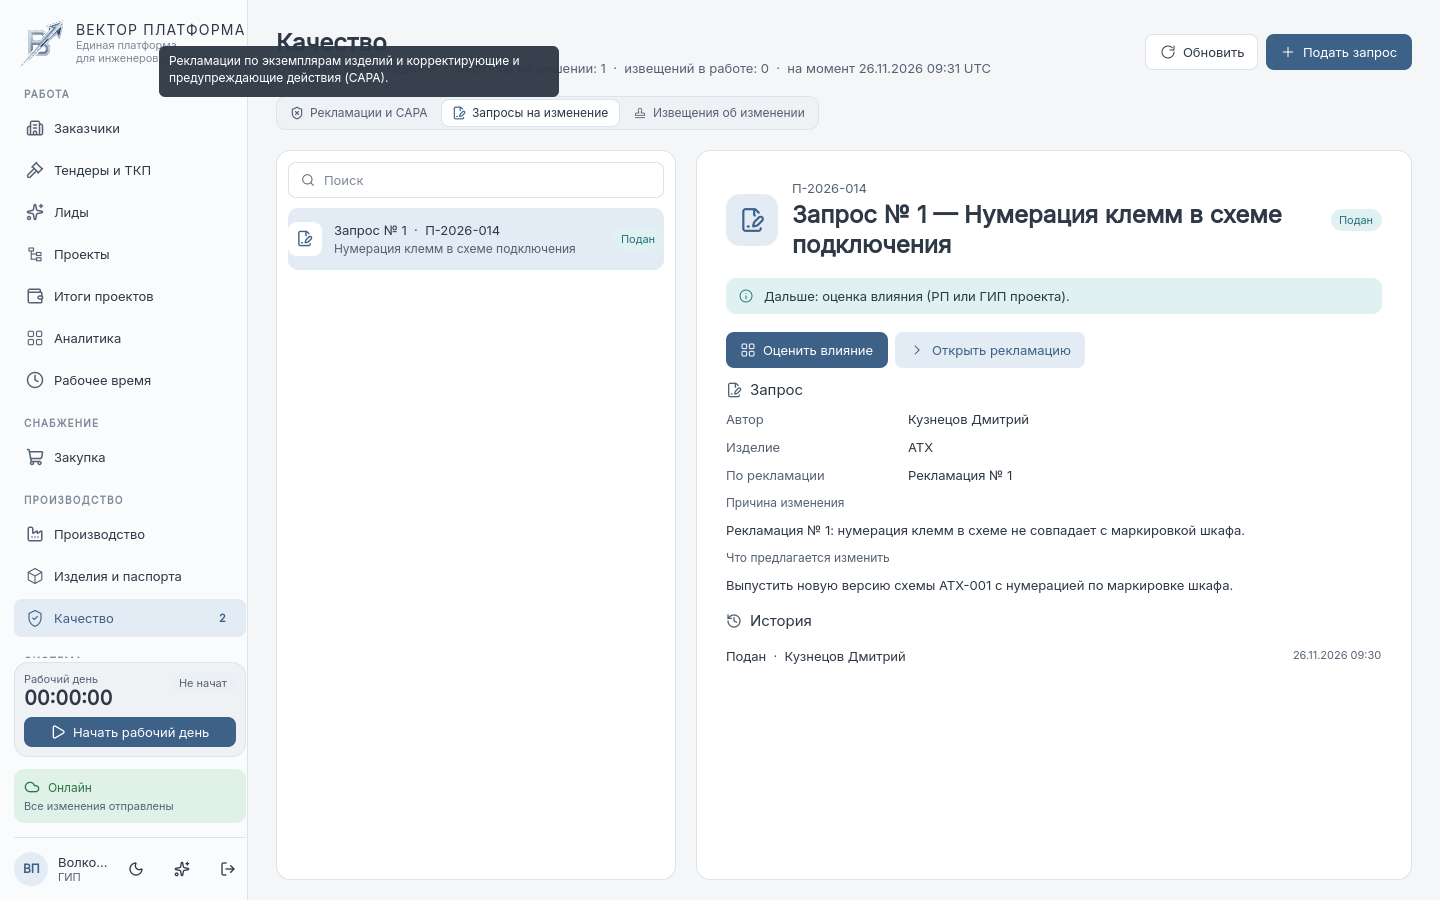 ВЕКТОР ПЛАТФОРМА
Единая платформа
для инженеров
РАБОТА
Заказчики
Тендеры и ТКП
Лиды
Проекты
Итоги проектов
Аналитика
Рабочее время
СНАБЖЕНИЕ
Закупка
ПРОИЗВОДСТВО
Производство
Изделия и паспорта
Качество 2
Рабочий день
00:00:00
Не начат
Начать рабочий день
Онлайн
Все изменения отправлены
ВП
Волко...
ГИП
Качество
Рекламации по экземплярам изделий и корректирующие и
предупреждающие действия (CAPA).
решении: 1 · извещений в работе: 0 · на момент 26.11.2026 09:31 UTC
Обновить
Подать запрос
Рекламации и CAPA
Запросы на изменение
Извещения об изменении
Поиск
Запрос № 1 · П-2026-014
Нумерация клемм в схеме подключения
Подан
П-2026-014
Запрос № 1 — Нумерация клемм в схеме
подключения
Подан
Дальше: оценка влияния (РП или ГИП проекта).
Оценить влияние
Открыть рекламацию
Запрос
Автор Кузнецов Дмитрий
Изделие АТХ
По рекламации Рекламация № 1
Причина изменения
Рекламация № 1: нумерация клемм в схеме не совпадает с маркировкой шкафа.
Что предлагается изменить
Выпустить новую версию схемы АТХ-001 с нумерацией по маркировке шкафа.
История
Подан · Кузнецов Дмитрий 26.11.2026 09:30